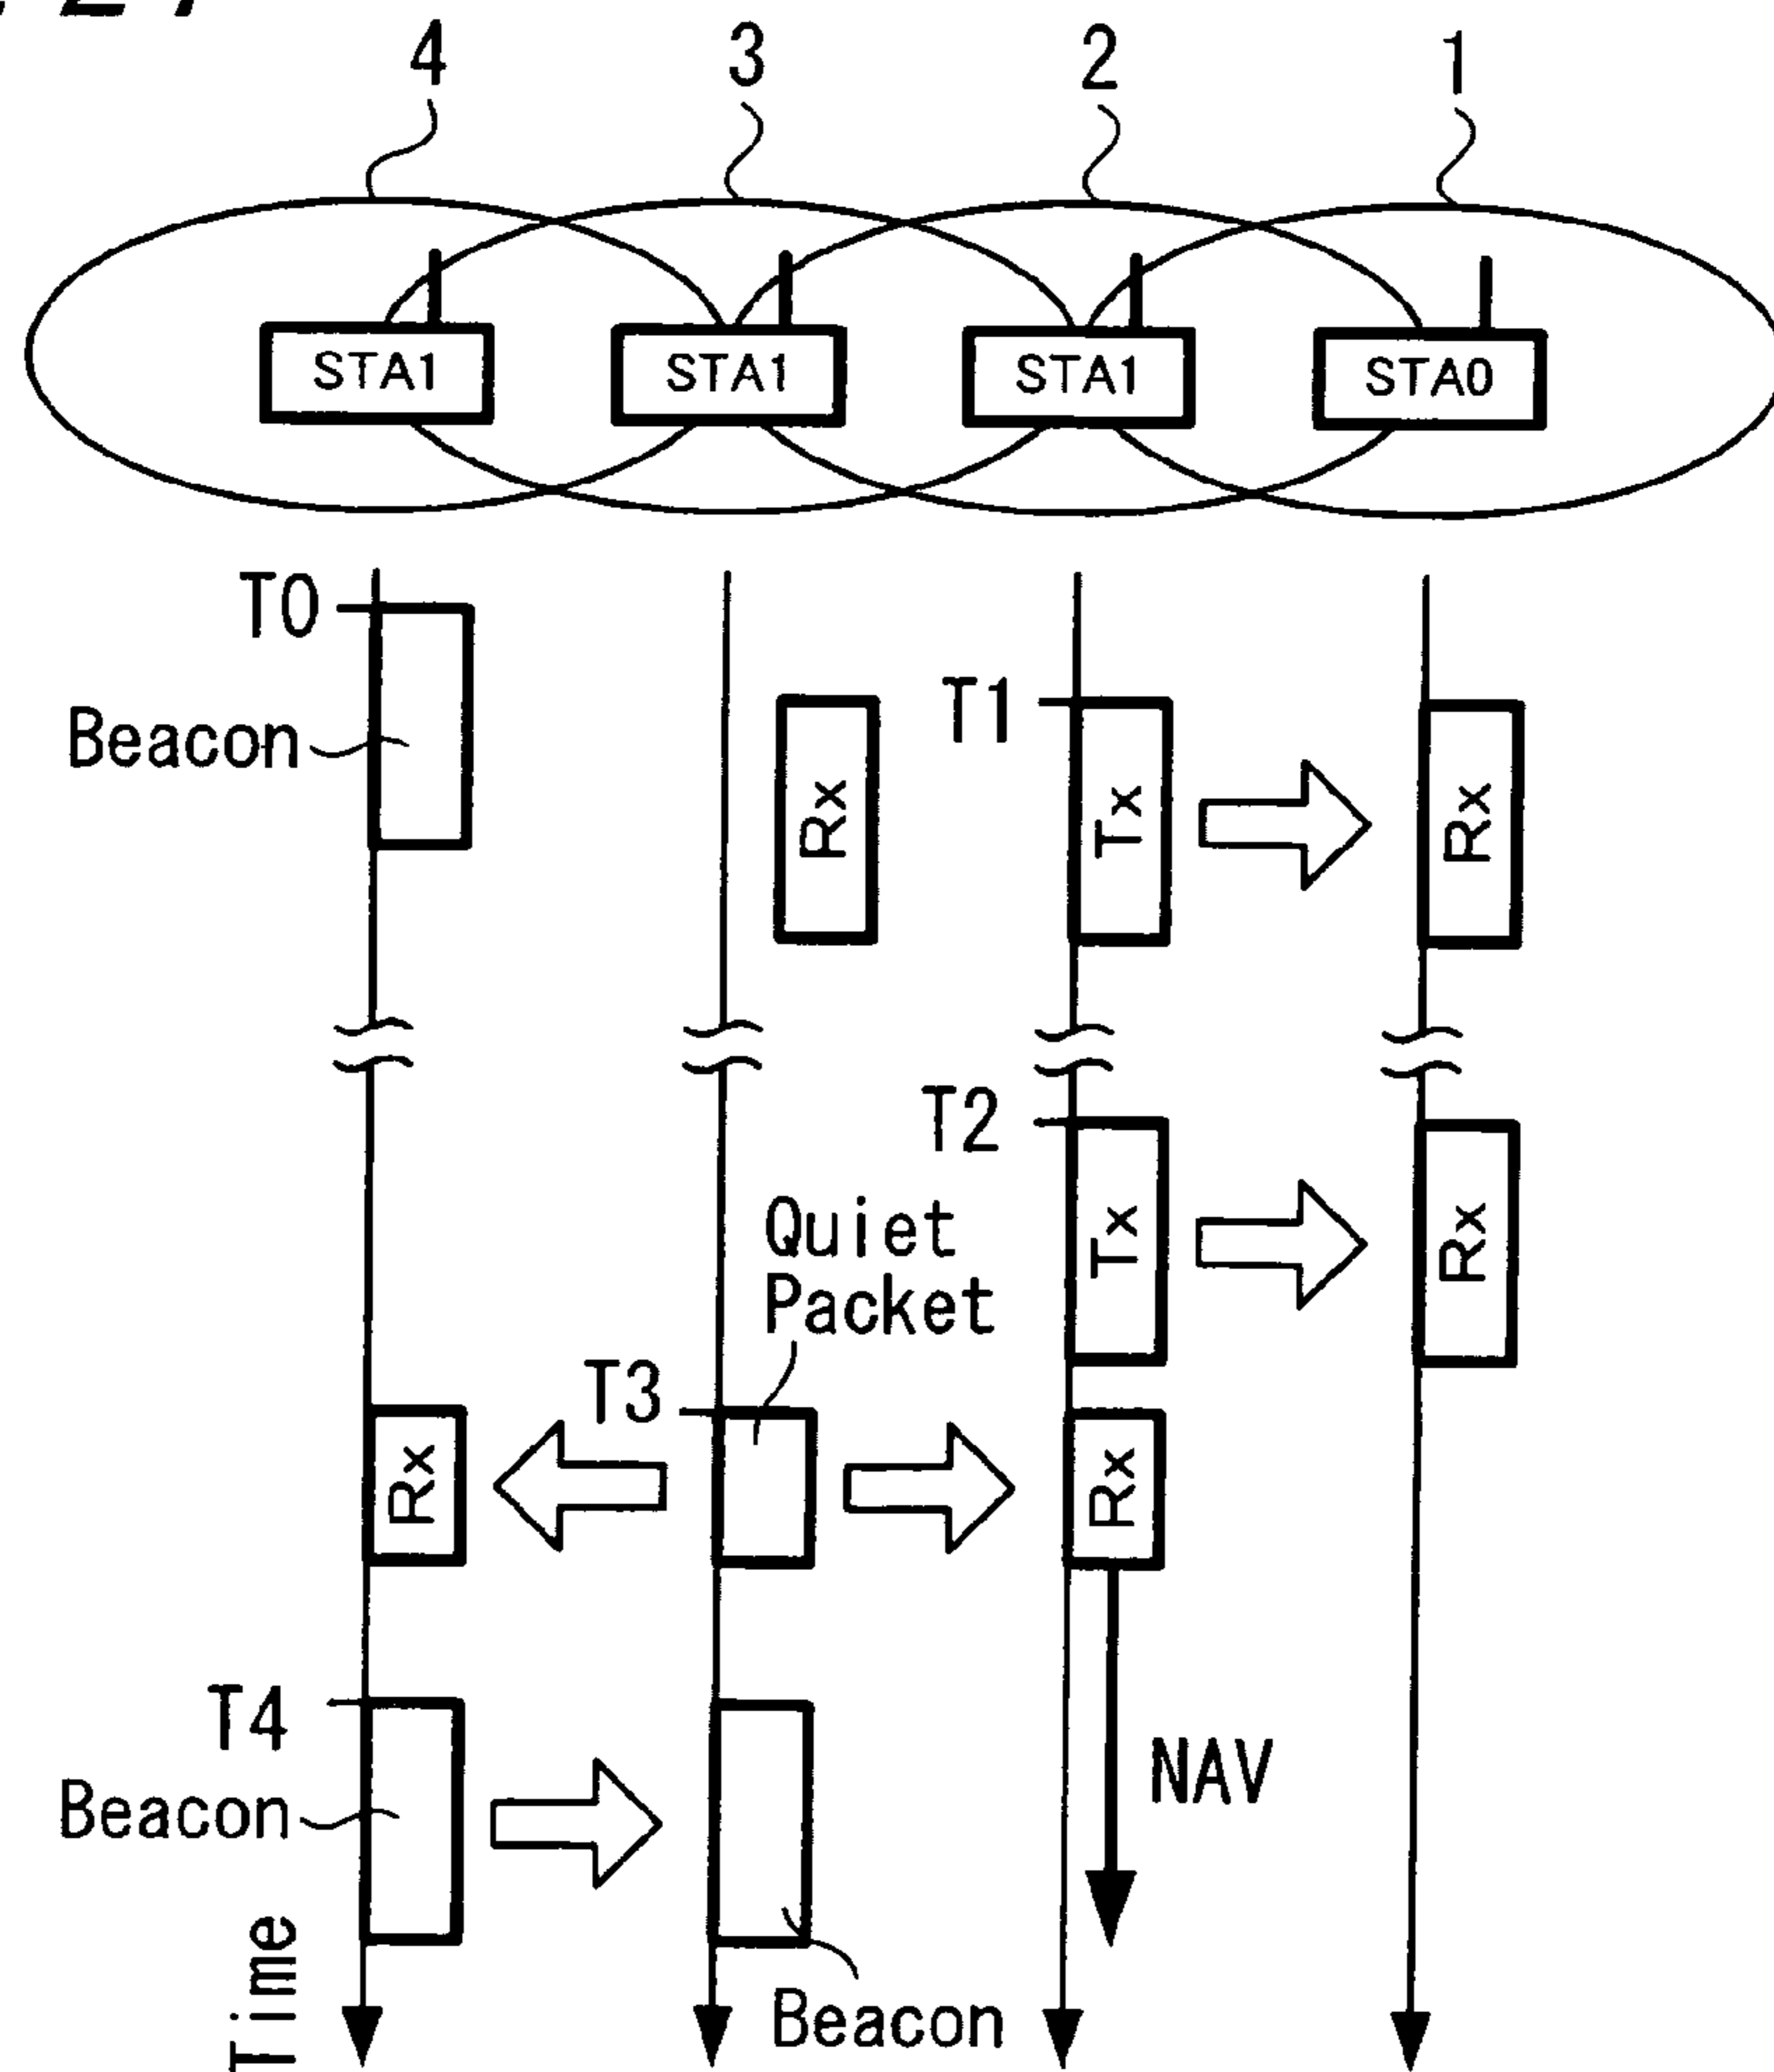 4 3 2 1
STA1 STA1 STA1 STA0
T0
T1
Beacon
Rx
Tx
Rx
T2
Quiet
Packet
Tx
Rx
T3
Rx
Rx
T4
Beacon
NAV
Time
Beacon